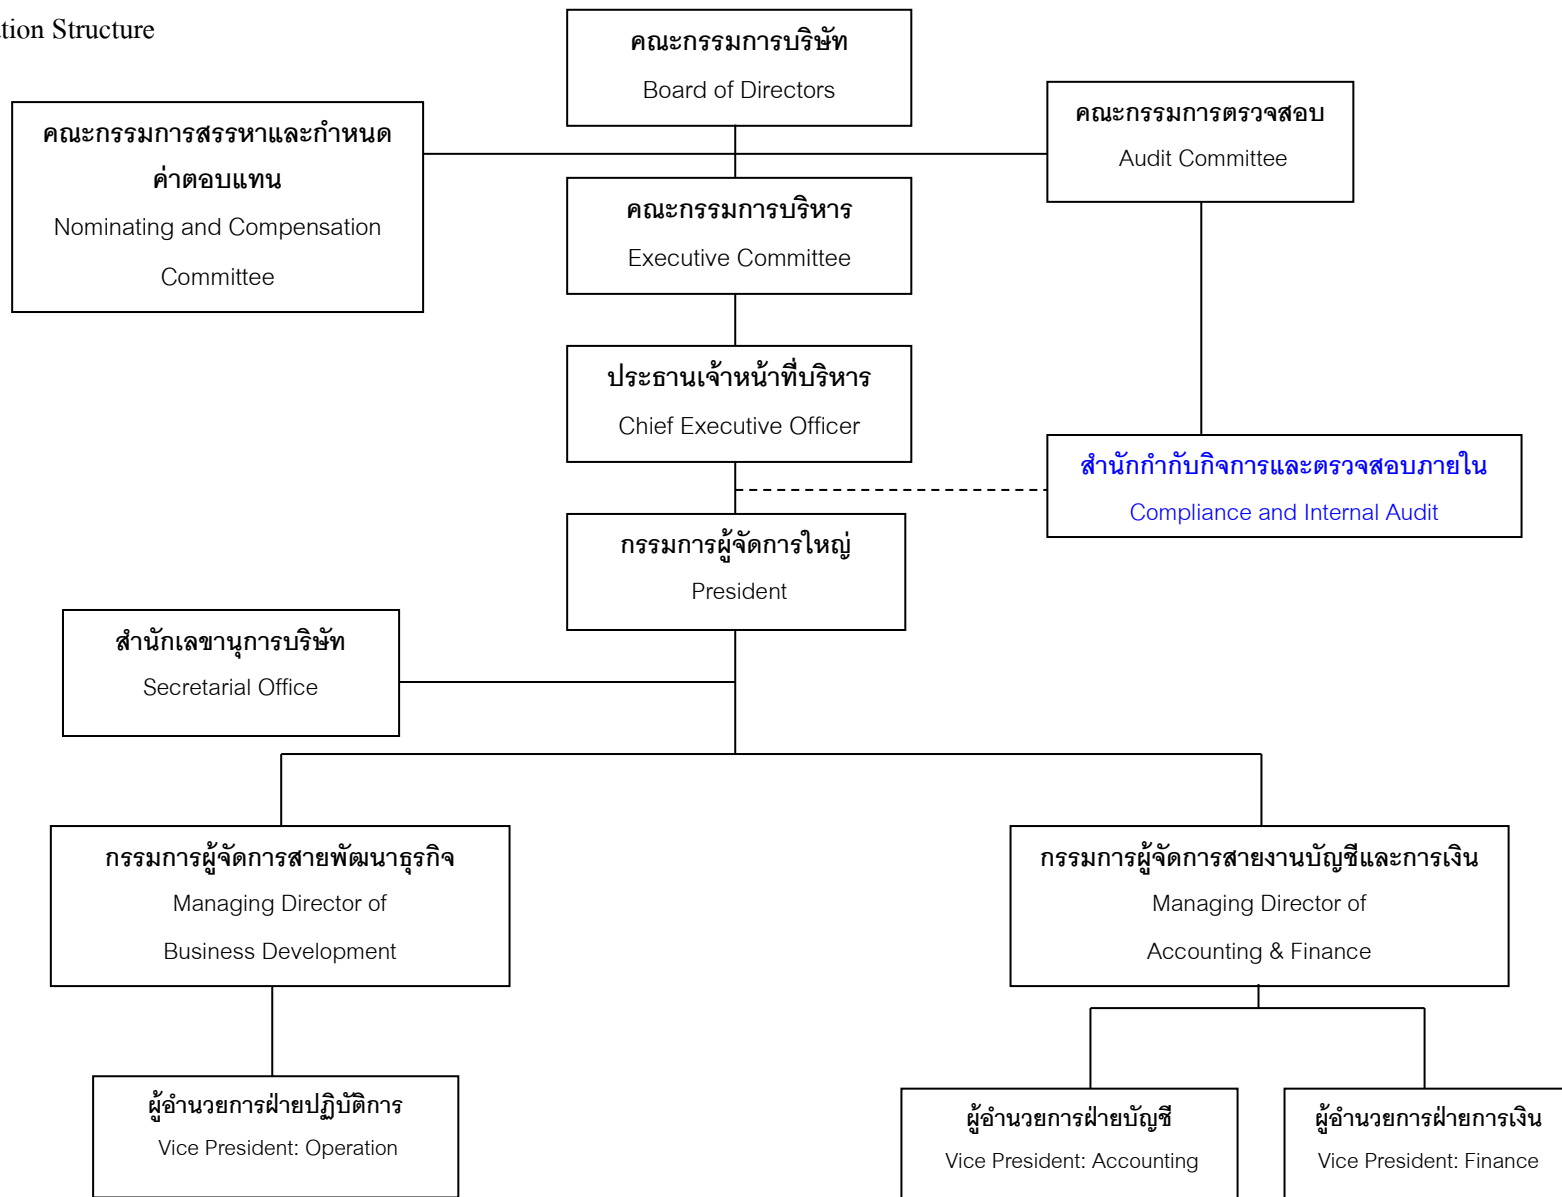 ation Structure
คณะกรรมการบริษัท
Board of Directors
คณะกรรมการสรรหาและกำหนด
ค่าตอบแทน
Nominating and Compensation
Committee
คณะกรรมการตรวจสอบ
Audit Committee
คณะกรรมการบริหาร
Executive Committee
ประธานเจ้าหน้าที่บริหาร
Chief Executive Officer
สำนักกำกับกิจการและตรวจสอบภายใน
Compliance and Internal Audit
กรรมการผู้จัดการใหญ่
President
สำนักเลขานุการบริษัท
Secretarial Office
กรรมการผู้จัดการสายพัฒนาธุรกิจ
Managing Director of
Business Development
กรรมการผู้จัดการสายงานบัญชีและการเงิน
Managing Director of
Accounting & Finance
ผู้อำนวยการฝ่ายปฏิบัติการ
Vice President: Operation
ผู้อำนวยการฝ่ายบัญชี
Vice President: Accounting
ผู้อำนวยการฝ่ายการเงิน
Vice President: Finance